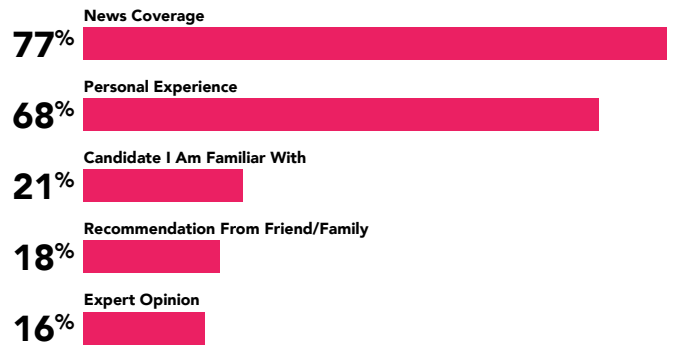 News Coverage
77%
Personal Experience
68%
Candidate I Am Familiar With
21%
Recommendation From Friend/Family
18%
Expert Opinion
16%